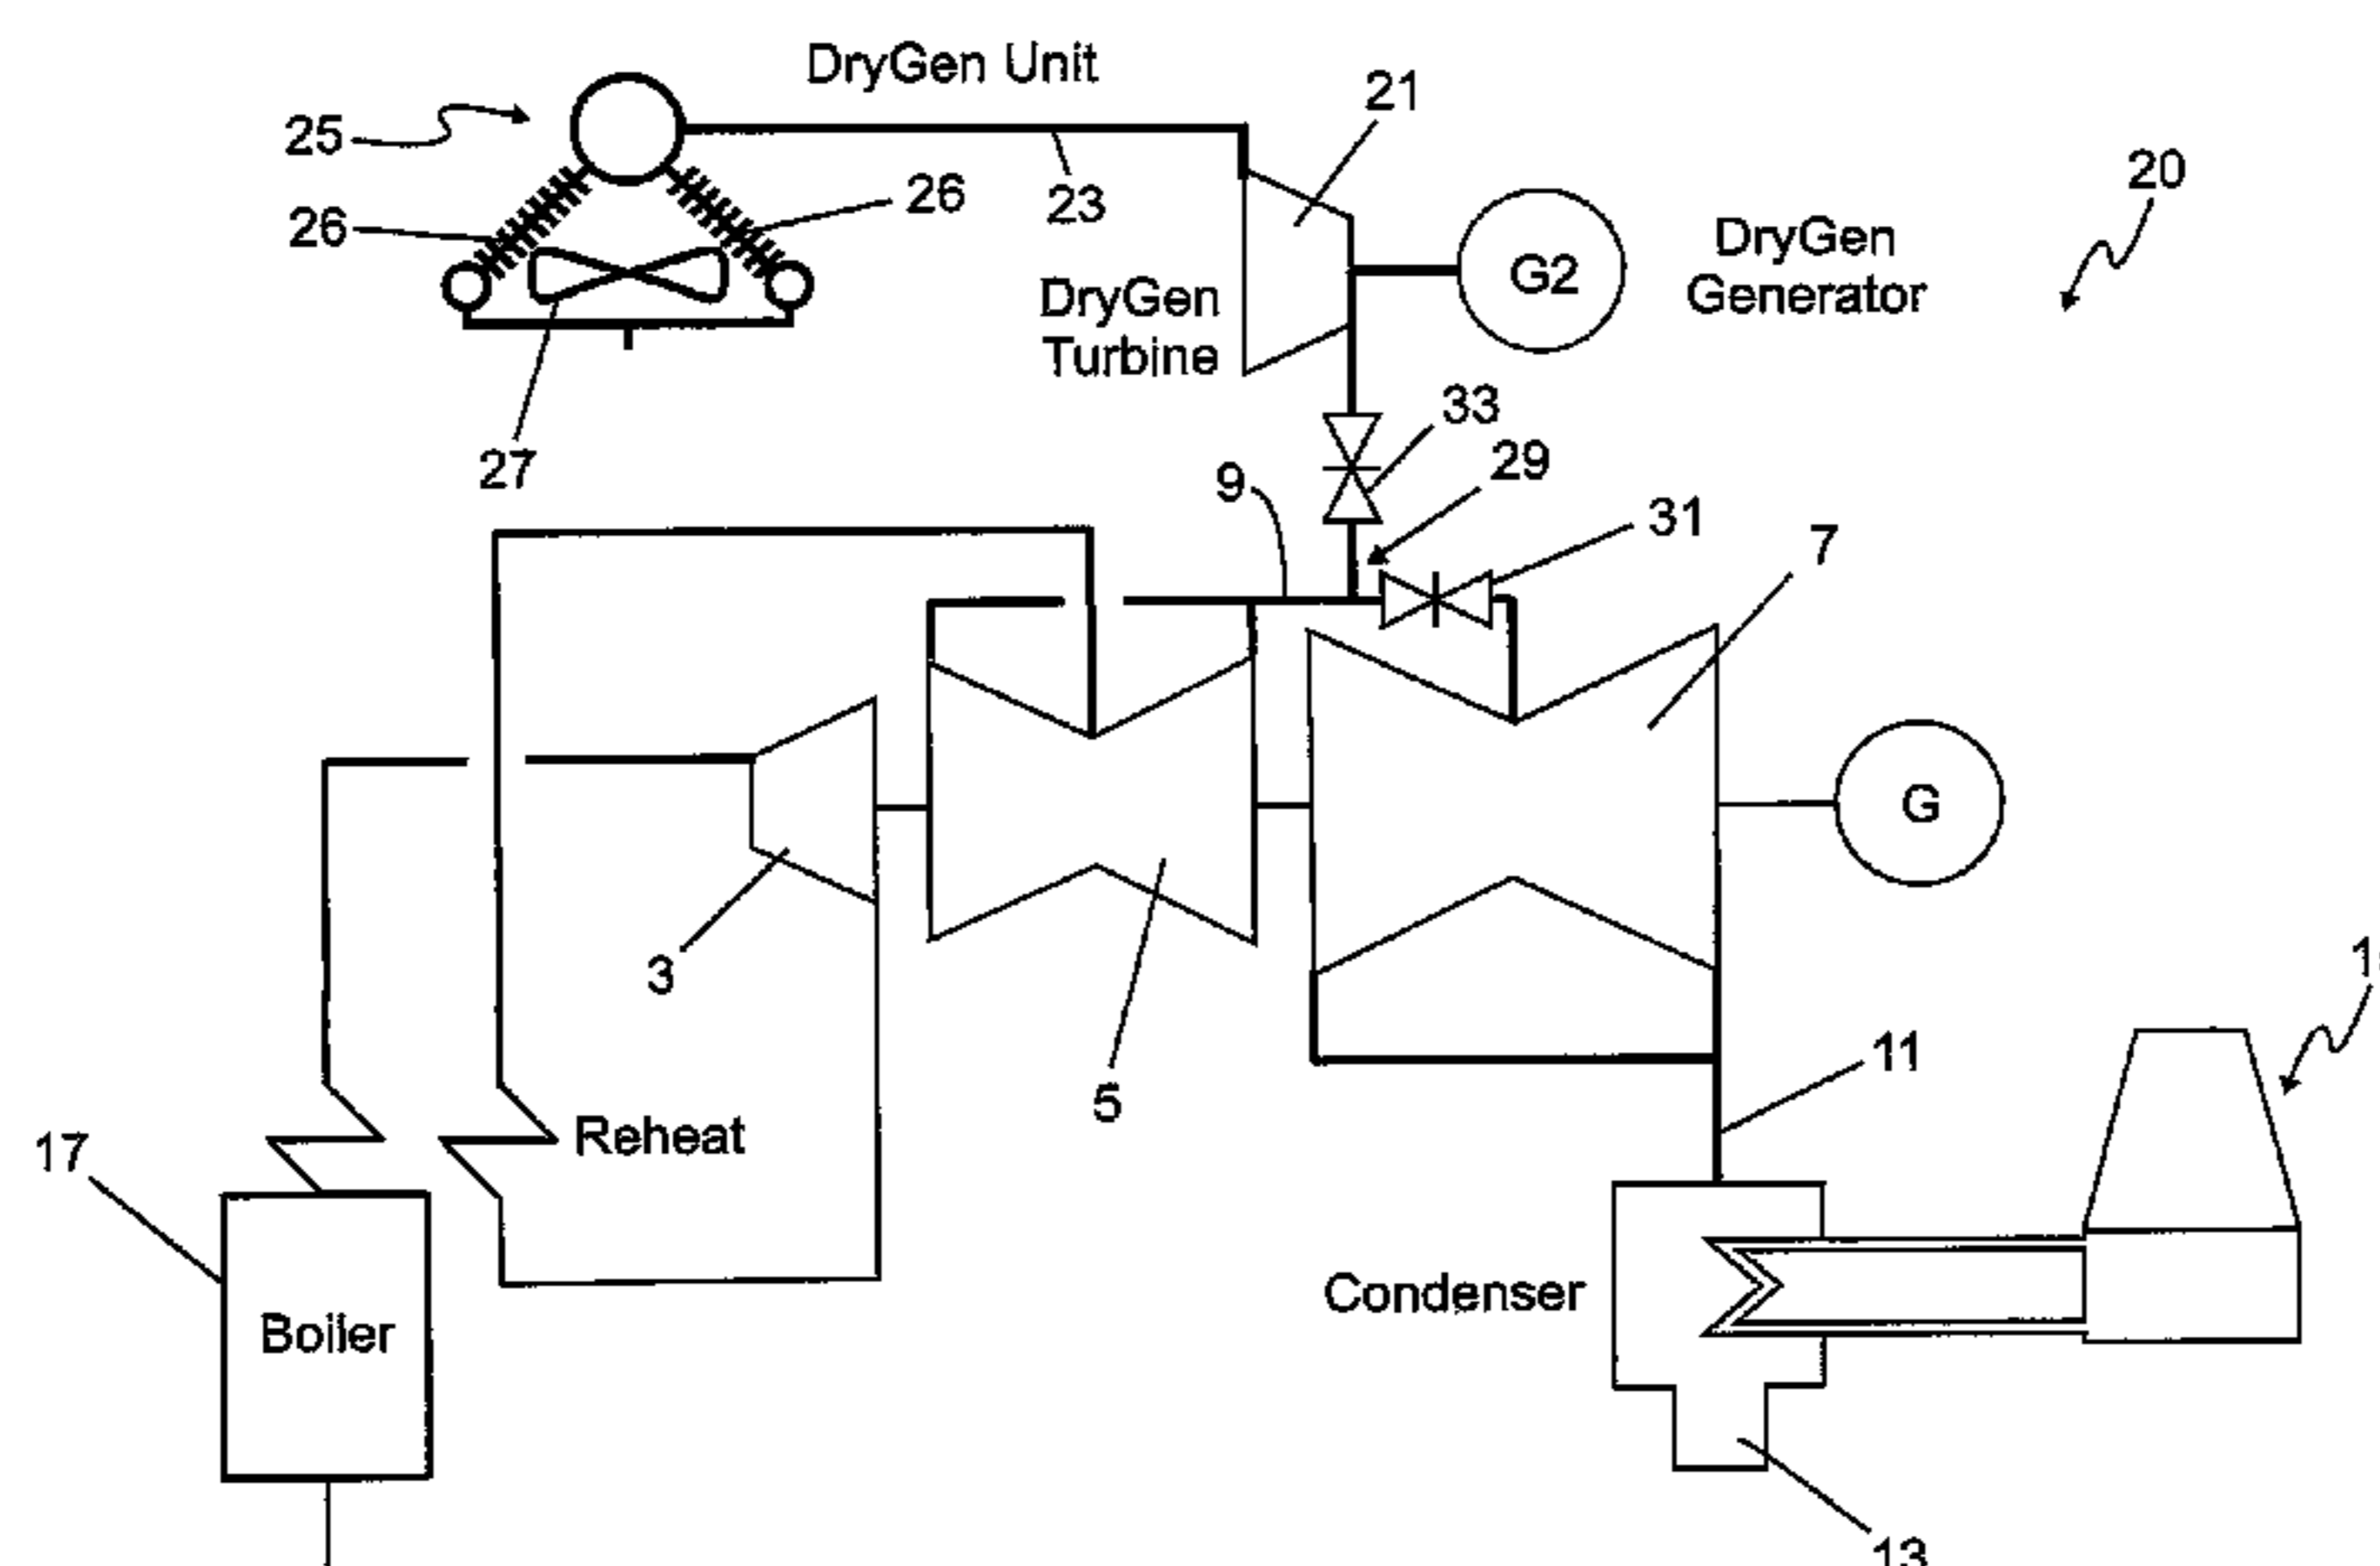 DryGen Unit
21
25
20
26
23
26
DryGen
Generator
G2
DryGen
Turbine
33
29
27
9
31
7
G
3
11
5
Reheat
17
Condenser
Boiler
13